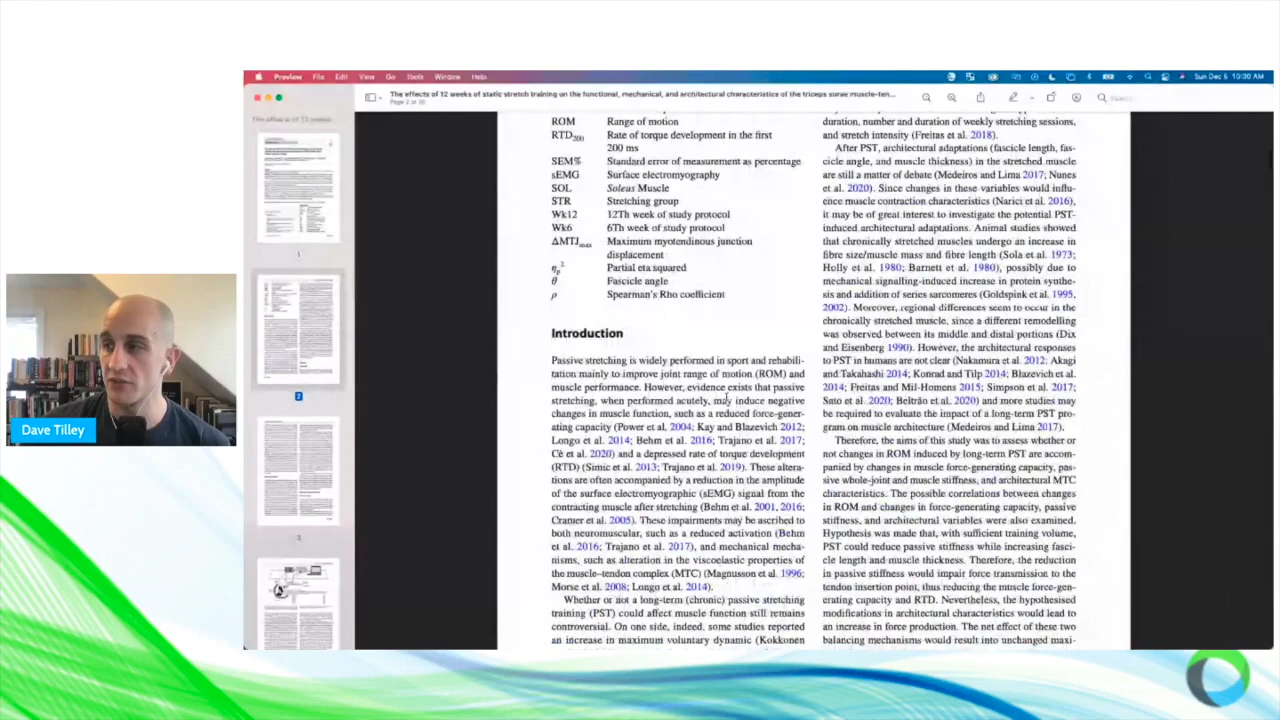 Preview File Edit View Go Tools Window Help
Sun Dec 5 10:30 AM
The effects of 12 weeks of static stretch training on the functional, mechanical, and architectural characteristics of the triceps surae muscle-ten...
Page 2 of
Search
1
2
3
Dave Tilley
ROM Range of motion
RTD200 Rate of torque development in the first
200 ms
SEM% Standard error of measurement as percentage
sEMG Surface electromyography
SOL Soleus Muscle
STR Stretching group
Wk12 12Th week of study protocol
Wk6 6Th week of study protocol
ΔMTJmax Maximum myotendinous junction
displacement
ηp2 Partial eta squared
θ Fascicle angle
ρ Spearman's Rho coefficient
Introduction
Passive stretching is widely performed in sport and rehabili-
tation mainly to improve joint range of motion (ROM) and
muscle performance. However, evidence exists that passive
stretching, when performed acutely, may induce negative
changes in muscle function, such as a reduced force-gener-
ating capacity (Power et al. 2004; Kay and Blazevich 2012;
Longo et al. 2014; Behm et al. 2016; Trajano et al. 2017;
Cè et al. 2020) and a depressed rate of torque development
(RTD) (Simic et al. 2013; Trajano et al. 2019). These altera-
tions are often accompanied by a reduction in the amplitude
of the surface electromyographic (sEMG) signal from the
contracting muscle after stretching (Behm et al. 2001, 2016;
Cramer et al. 2005). These impairments may be ascribed to
both neuromuscular, such as a reduced activation (Behm
et al. 2016; Trajano et al. 2017), and mechanical mecha-
nisms, such as alteration in the viscoelastic properties of
the muscle–tendon complex (MTC) (Magnusson et al. 1996;
Morse et al. 2008; Longo et al. 2014).
Whether or not a long-term (chronic) passive stretching
training (PST) could affect muscle function still remains
controversial. On one side, indeed, some studies reported
an increase in maximum voluntary dynamic (Kokkonen
duration, number and duration of weekly stretching sessions,
and stretch intensity (Freitas et al. 2018).
After PST, architectural adaptations (fascicle length, fas-
cicle angle, and muscle thickness) in the stretched muscle
are still a matter of debate (Medeiros and Lima 2017; Nunes
et al. 2020). Since changes in these variables would influ-
ence muscle contraction characteristics (Narici et al. 2016),
it may be of great interest to investigate the potential PST-
induced architectural adaptations. Animal studies showed
that chronically stretched muscles undergo an increase in
fibre size/muscle mass and fibre length (Sola et al. 1973;
Holly et al. 1980; Barnett et al. 1980), possibly due to
mechanical signalling-induced increase in protein synthe-
sis and addition of series sarcomeres (Goldspink et al. 1995,
2002). Moreover, regional differences seem to occur in the
chronically stretched muscle, since a different remodelling
was observed between its middle and distal portions (Dix
and Eisenberg 1990). However, the architectural responses
to PST in humans are not clear (Nakamura et al. 2012; Akagi
and Takahashi 2014; Konrad and Tilp 2014; Blazevich et al.
2014; Freitas and Mil-Homens 2015; Simpson et al. 2017;
Sato et al. 2020; Beltrão et al. 2020) and more studies may
be required to evaluate the impact of a long-term PST pro-
gram on muscle architecture (Medeiros and Lima 2017).
Therefore, the aims of this study was to assess whether or
not changes in ROM induced by long-term PST are accom-
panied by changes in muscle force-generating capacity, pas-
sive whole-joint and muscle stiffness, and architectural MTC
characteristics. The possible correlations between changes
in ROM and changes in force-generating capacity, passive
stiffness, and architectural variables were also examined.
Hypothesis was made that, with sufficient training volume,
PST could reduce passive stiffness while increasing fasci-
cle length and muscle thickness. Therefore, the reduction
in passive stiffness would impair force transmission to the
tendon insertion point, thus reducing the muscle force-gen-
erating capacity and RTD. Nevertheless, the hypothesised
modifications in architectural characteristics would lead to
an increase in force production. The net effect of these two
balancing mechanisms would result into unchanged maxi-